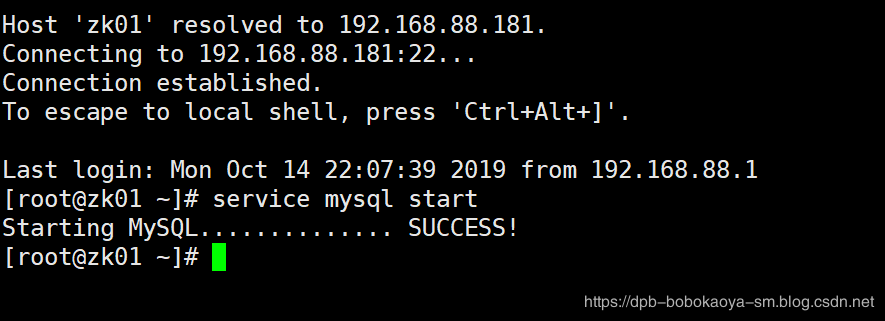 Host 'zk01' resolved to 192.168.88.181.
Connecting to 192.168.88.181:22...
Connection established.
To escape to local shell, press 'Ctrl+Alt+]'.
Last login: Mon Oct 14 22:07:39 2019 from 192.168.88.1
[root@zk01 ~]# service mysql start
Starting MySQL.............. SUCCESS!
[root@zk01 ~]#
https://dpb-bobokaoya-sm.blog.csdn.net